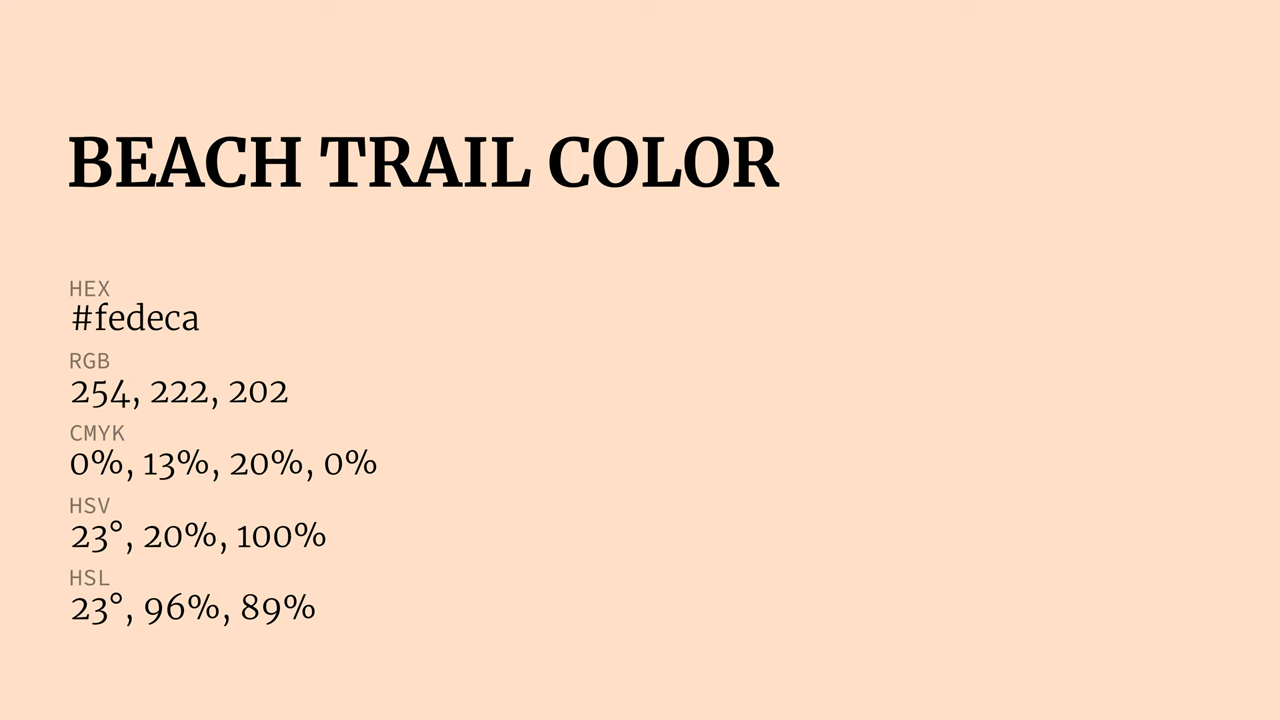 BEACH TRAIL COLOR
HEX
#fedeca
RGB
254, 222, 202
CMYK
0%, 13%, 20%, 0%
HSV
23°, 20%, 100%
HSL
23°, 96%, 89%